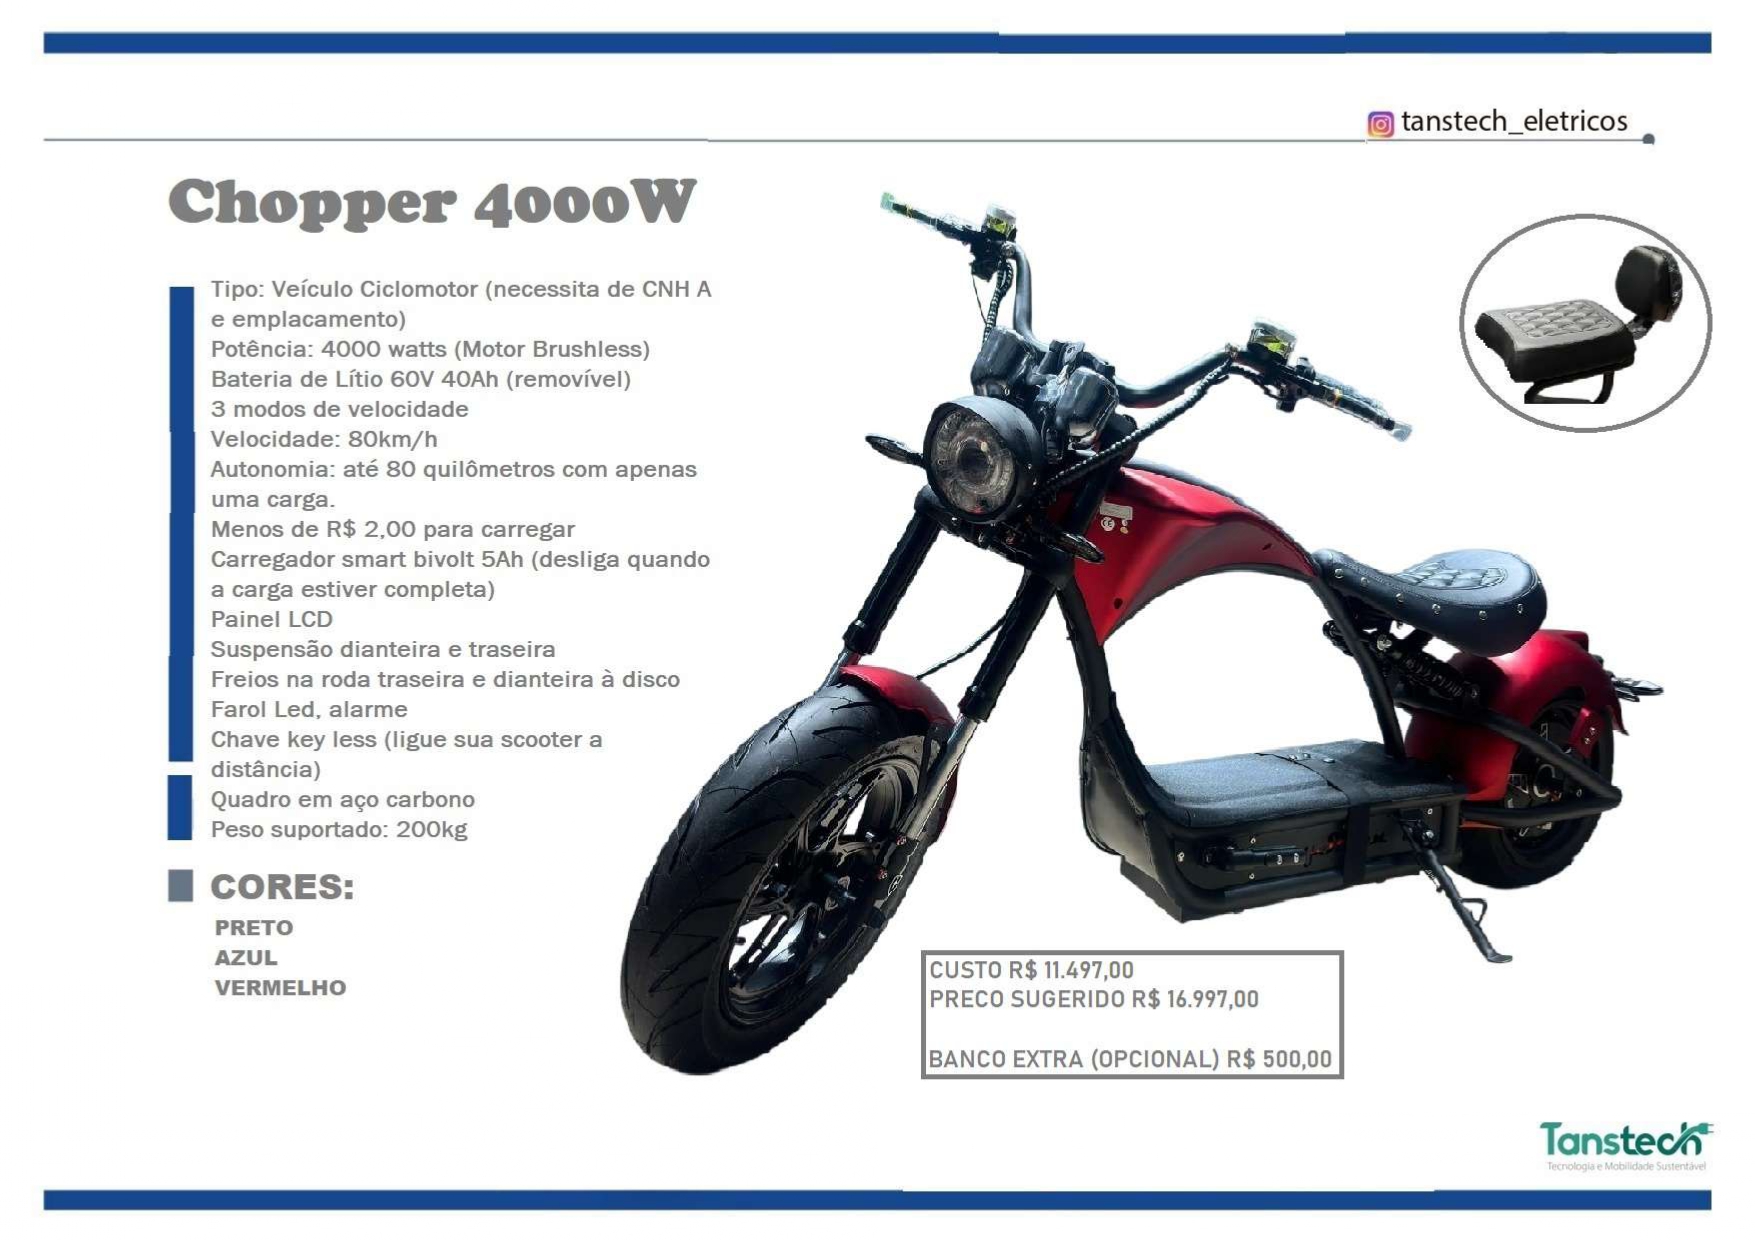 tanstech_eletricos
Chopper 4000W
Tipo: Veículo Ciclomotor (necessita de CNH A
e emplacamento)
Potência: 4000 watts (Motor Brushless)
Bateria de Lítio 60V 40Ah (removível)
3 modos de velocidade
Velocidade: 80km/h
Autonomia: até 80 quilômetros com apenas
uma carga.
Menos de R$ 2,00 para carregar
Carregador smart bivolt 5Ah (desliga quando
a carga estiver completa)
Painel LCD
Suspensão dianteira e traseira
Freios na roda traseira e dianteira à disco
Farol Led, alarme
Chave key less (ligue sua scooter a
distância)
Quadro em aço carbono
Peso suportado: 200kg
CORES:
PRETO
AZUL
VERMELHO
CUSTO R$ 11.497,00
PRECO SUGERIDO R$ 16.997,00
BANCO EXTRA (OPCIONAL) R$ 500,00
Tanstech
Tecnologia e Mobilidade Sustentável